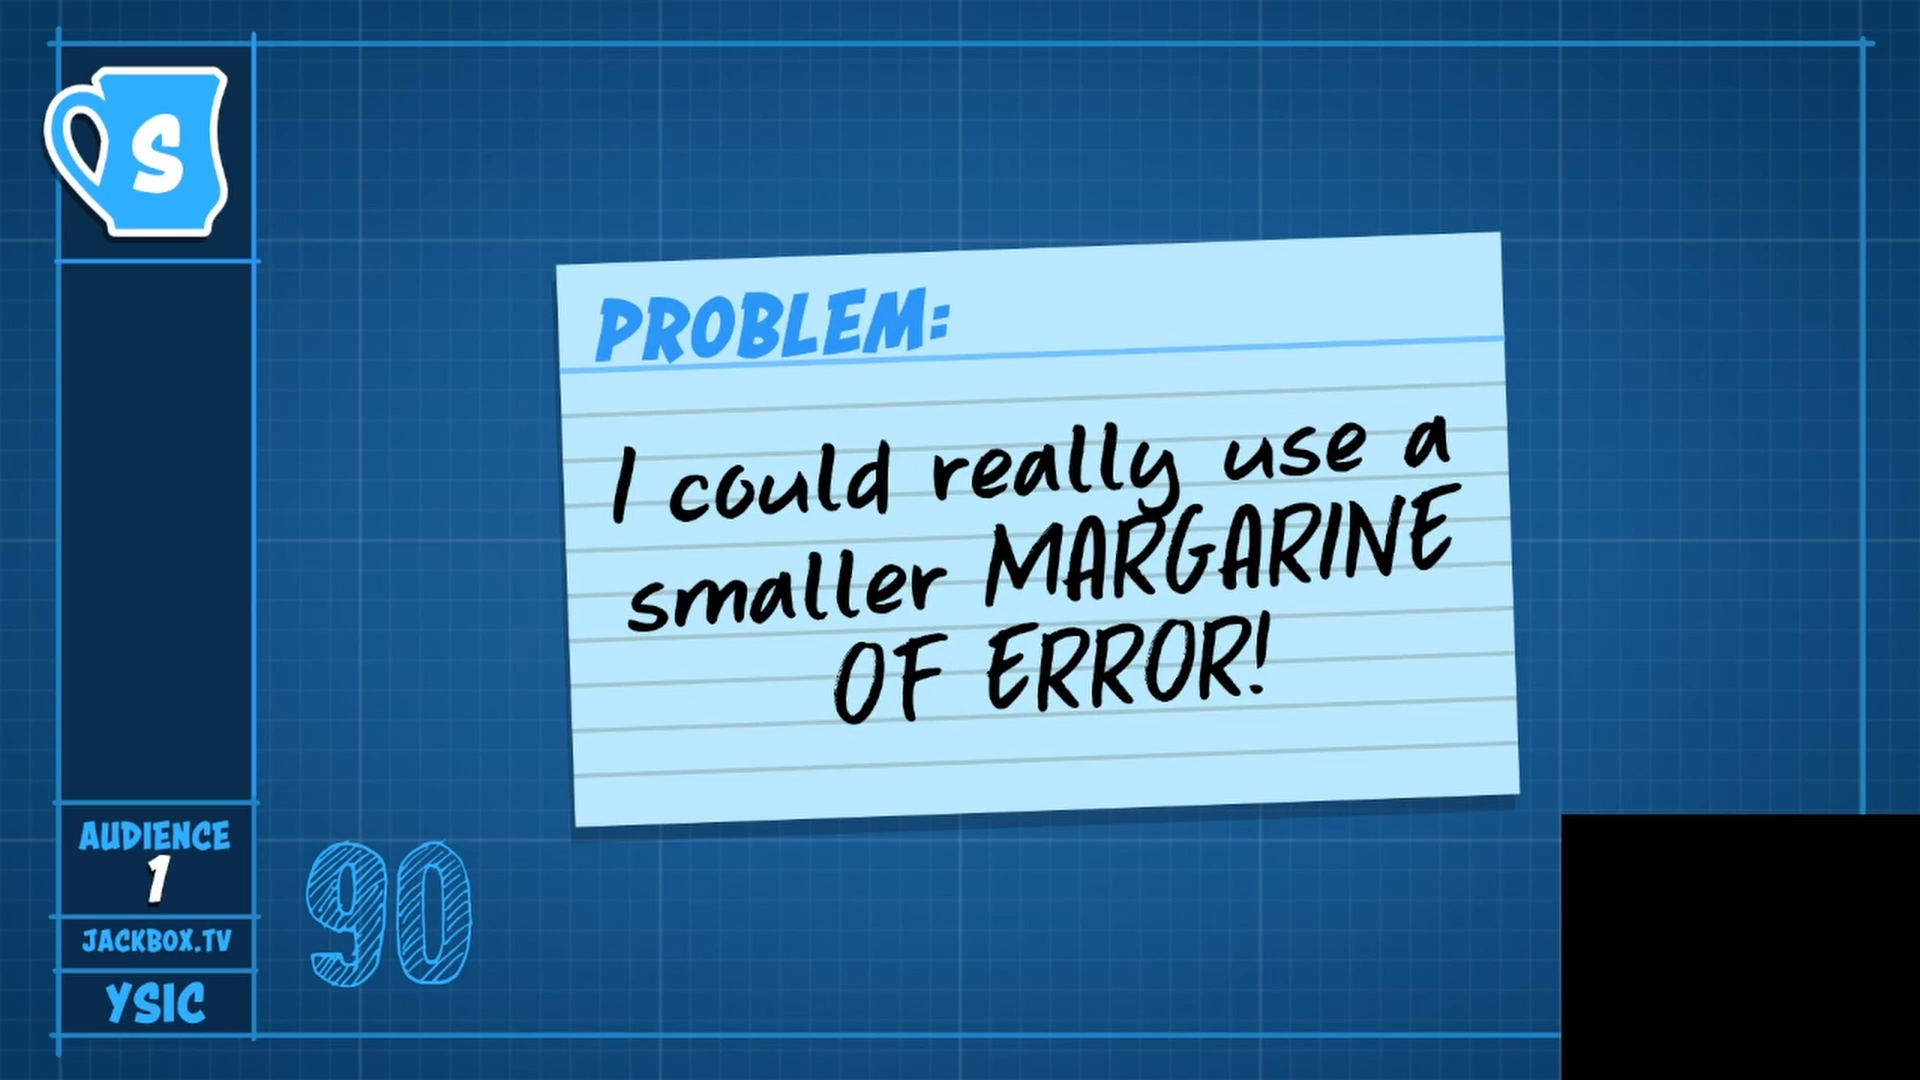 S
PROBLEM:
I could really use a
smaller MARGARINE
OF ERROR!
AUDIENCE
1
JACKBOX.TV
YSIC
90